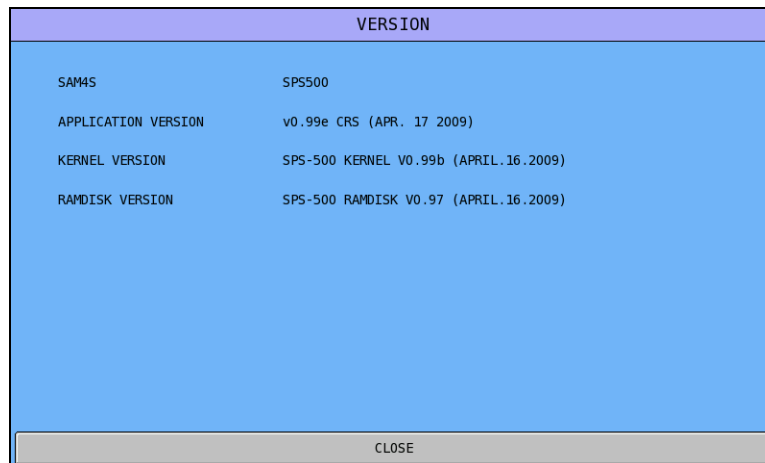 VERSION
SAM4S SPS500
APPLICATION VERSION v0.99e CRS (APR. 17 2009)
KERNEL VERSION SPS-500 KERNEL V0.99b (APRIL.16.2009)
RAMDISK VERSION SPS-500 RAMDISK V0.97 (APRIL.16.2009)
CLOSE